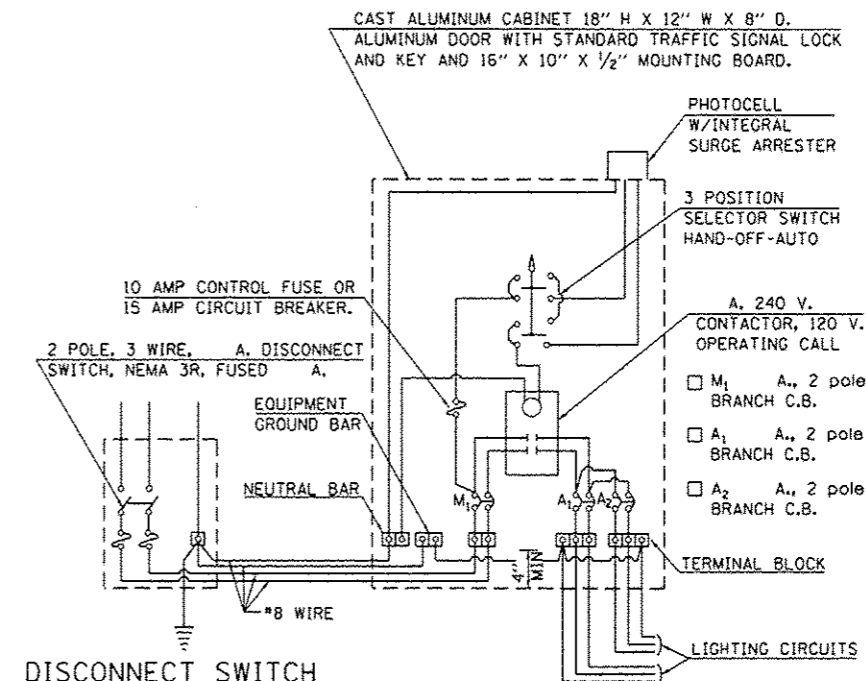 CAST ALUMINUM CABINET 18" H X 12" W X 8" D.
ALUMINUM DOOR WITH STANDARD TRAFFIC SIGNAL LOCK
AND KEY AND 16" X 10" X 1/2" MOUNTING BOARD.
PHOTOCELL
W/INTEGRAL
SURGE ARRESTER
3 POSITION
SELECTOR SWITCH
HAND-OFF-AUTO
10 AMP CONTROL FUSE OR
15 AMP CIRCUIT BREAKER.
A. 240 V.
CONTACTOR, 120 V.
OPERATING CALL
2 POLE, 3 WIRE, A. DISCONNECT
SWITCH, NEMA 3R, FUSED A.
M1 A., 2 pole
BRANCH C.B.
EQUIPMENT
GROUND BAR
A1 A., 2 pole
BRANCH C.B.
NEUTRAL BAR
M1
A1
A2
A2 A., 2 pole
BRANCH C.B.
4"
MIN
TERMINAL BLOCK
#8 WIRE
LIGHTING CIRCUITS
DISCONNECT SWITCH